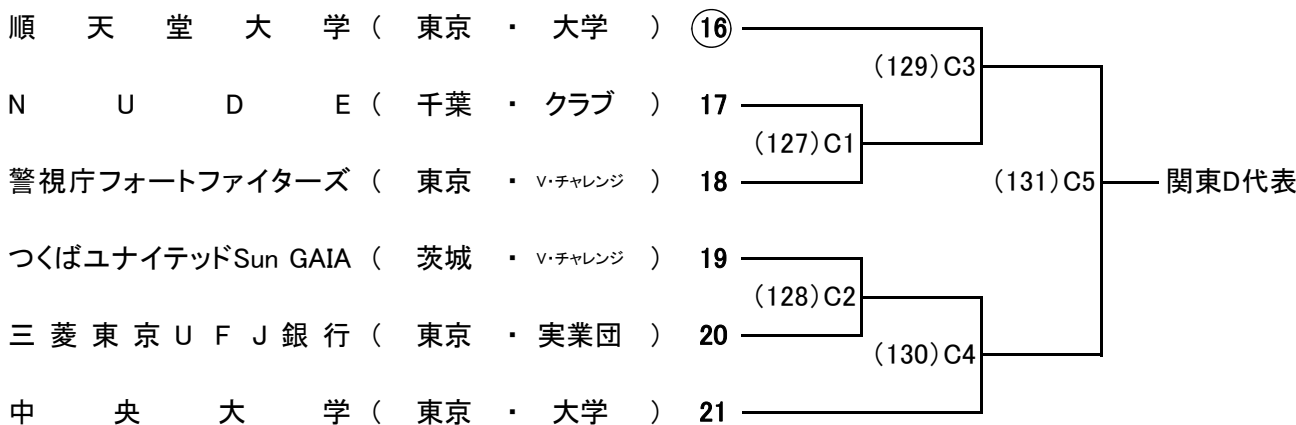 順天堂大学（ 東京 ・ 大学 ） 16
(129)C3
NUDE（ 千葉 ・ クラブ ） 17
(127)C1
警視庁フォートファイターズ（ 東京 ・ V・チャレンジ ） 18
(131)C5 関東D代表
つくばユナイテッドSun GAIA（ 茨城 ・ V・チャレンジ ） 19
(128)C2
三菱東京UFJ銀行（ 東京 ・ 実業団 ） 20
(130)C4
中央大学（ 東京 ・ 大学 ） 21